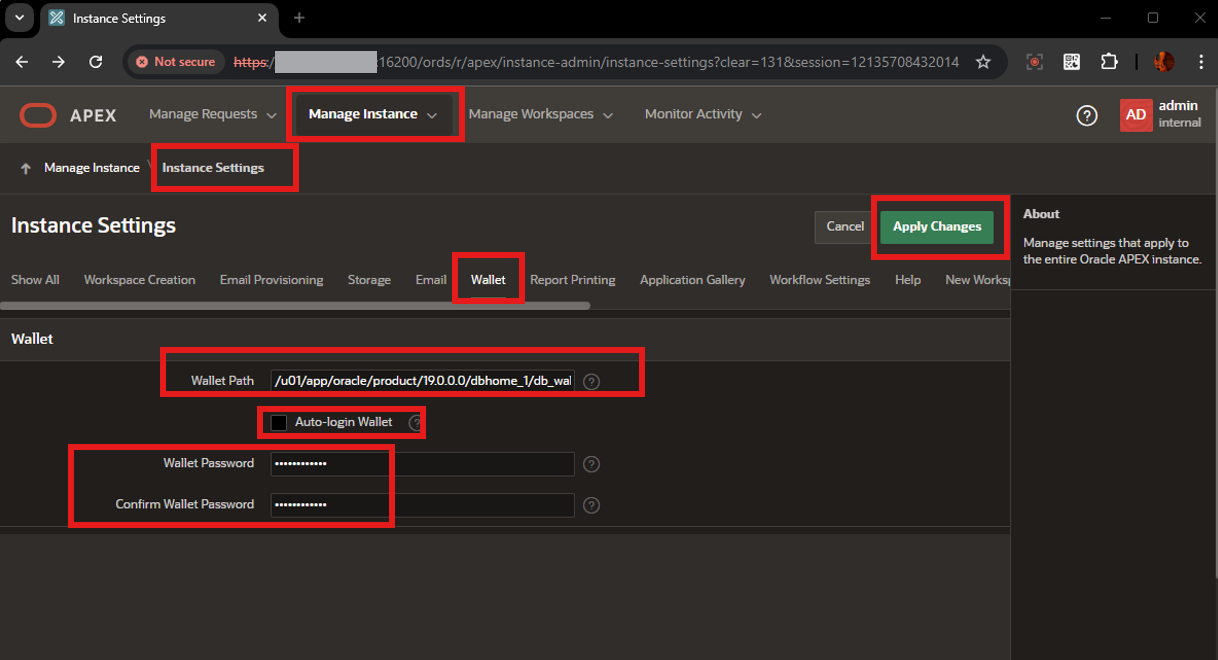 Instance Settings
Not secure https:/ :16200/ords/r/apex/instance-admin/instance-settings?clear=131&session=12135708432014
APEX Manage Requests Manage Instance Manage Workspaces Monitor Activity ? AD admin
internal
Manage Instance \ Instance Settings
Instance Settings Cancel Apply Changes
Show All Workspace Creation Email Provisioning Storage Email Wallet Report Printing Application Gallery Workflow Settings Help New Worksp
About
Manage settings that apply to
the entire Oracle APEX instance.
Wallet
Wallet Path /u01/app/oracle/product/19.0.0.0/dbhome_1/db_wal ?
Auto-login Wallet ?
Wallet Password •••••••••••• ?
Confirm Wallet Password •••••••••••• ?